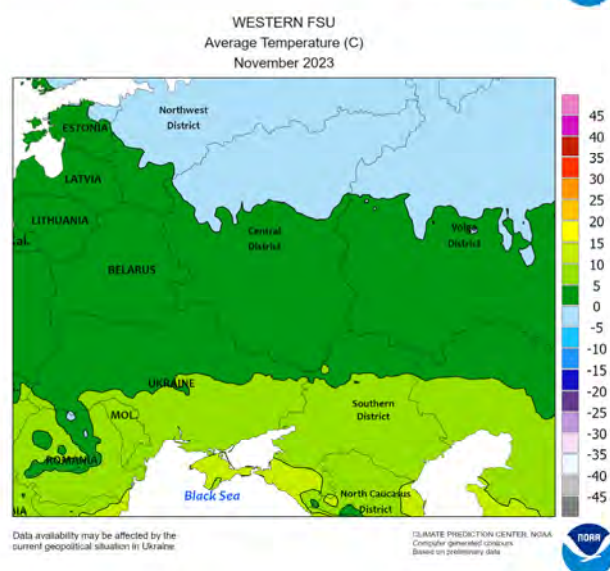 WESTERN FSU
Average Temperature (C)
November 2023
Northwest
District
ESTONIA
LATVIA
LITHUANIA
al.
Central
District
Volga
District
BELARUS
UKRAINE
MOL.
Southern
District
ROMANIA
Black Sea
North Caucasus
District
IA
45
40
35
30
25
20
15
10
5
0
-5
-10
-15
-20
-25
-30
-35
-40
-45
Data availability may be affected by the
current geopolitical situation in Ukraine.
CLIMATE PREDICTION CENTER, NOAA
Computer generated contours
Based on preliminary data
NOAA